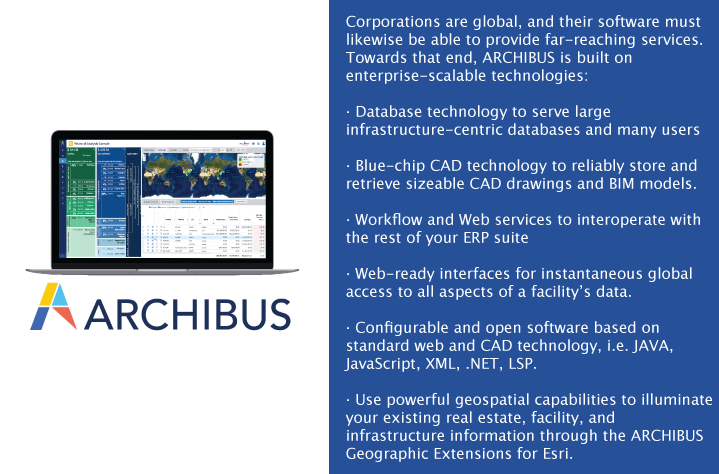 ARCHIBUS
Corporations are global, and their software must
likewise be able to provide far-reaching services.
Towards that end, ARCHIBUS is built on
enterprise-scalable technologies:
· Database technology to serve large
infrastructure-centric databases and many users
· Blue-chip CAD technology to reliably store and
retrieve sizeable CAD drawings and BIM models.
· Workflow and Web services to interoperate with
the rest of your ERP suite
· Web-ready interfaces for instantaneous global
access to all aspects of a facility’s data.
· Configurable and open software based on
standard web and CAD technology, i.e. JAVA,
JavaScript, XML, .NET, LSP.
· Use powerful geospatial capabilities to illuminate
your existing real estate, facility, and
infrastructure information through the ARCHIBUS
Geographic Extensions for Esri.